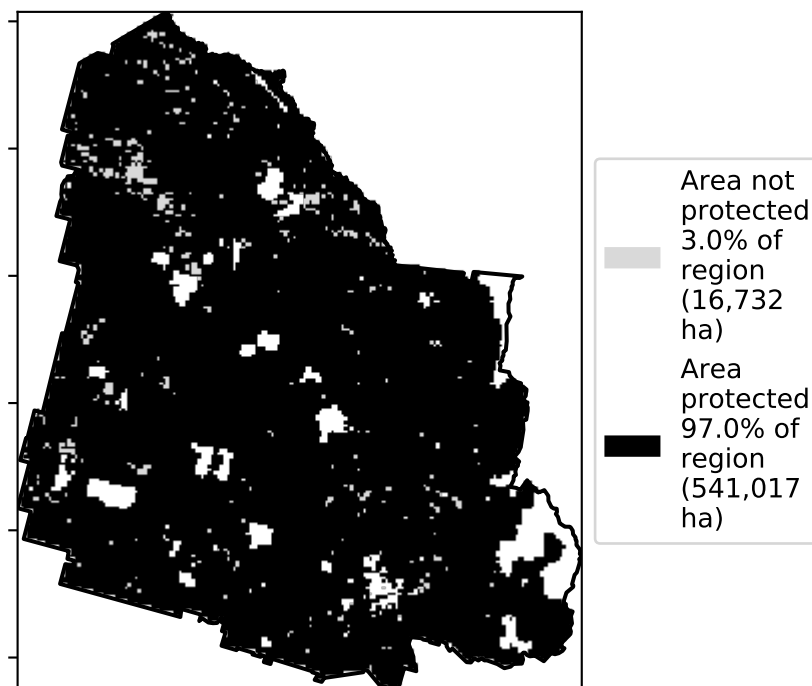 Area not
protected
3.0% of
region
(16,732
ha)
Area
protected
97.0% of
region
(541,017
ha)